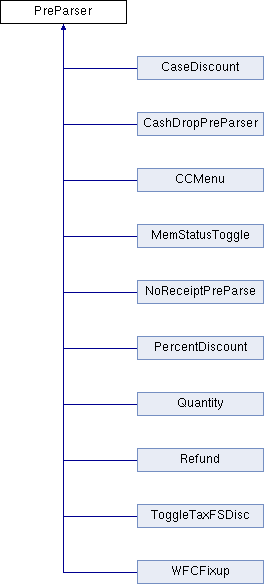 PreParser
CaseDiscount
CashDropPreParser
CCMenu
MemStatusToggle
NoReceiptPreParse
PercentDiscount
Quantity
Refund
ToggleTaxFSDisc
WFCFixup